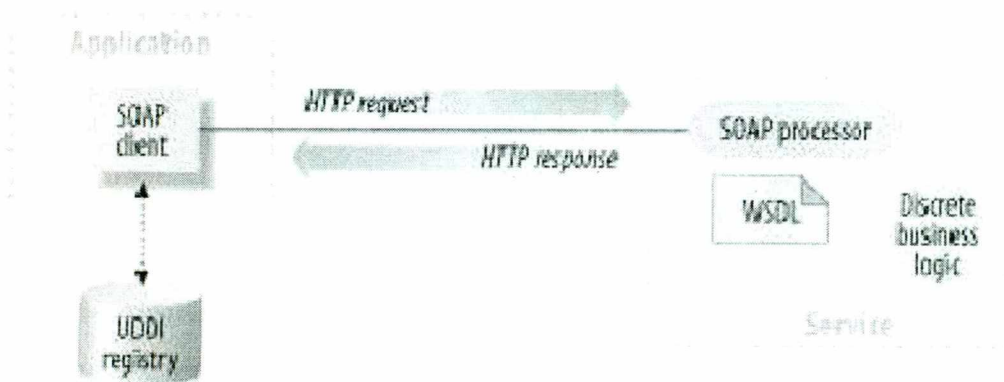 Application
SOAP
client
HTTP request
HTTP response
SOAP processor
WSDL
Discrete
business
logic
Service
UDDI
registry